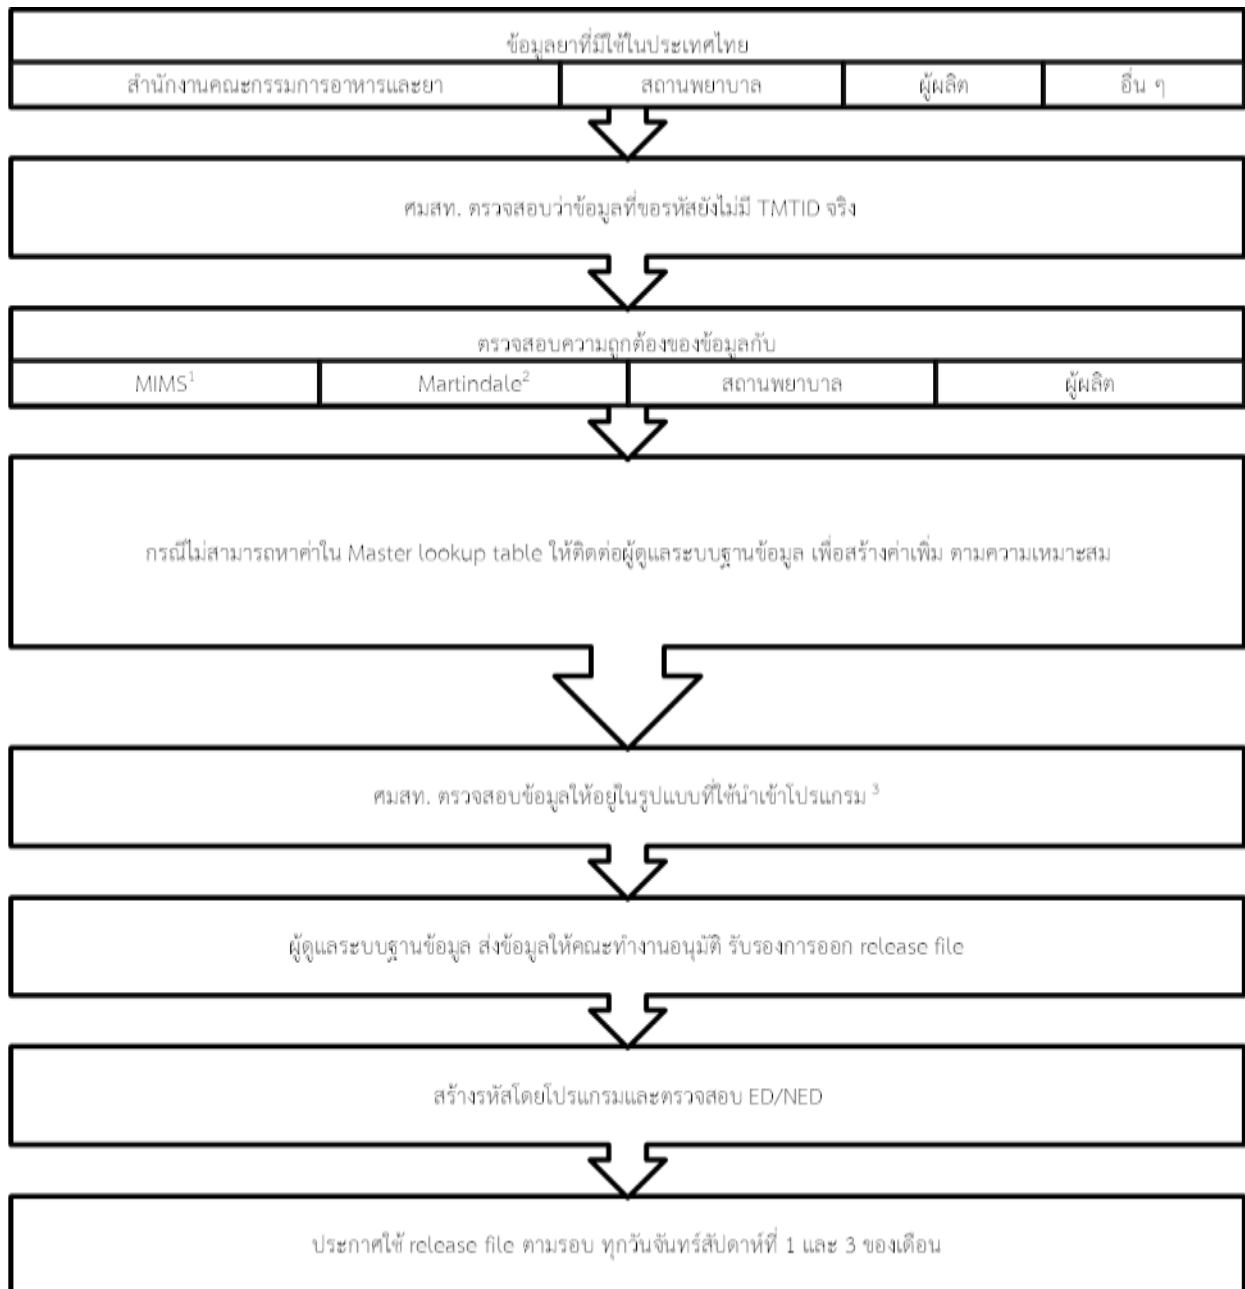 ข้อมูลยาที่มีใช้ในประเทศไทย
สำนักงานคณะกรรมการอาหารและยา สถานพยาบาล ผู้ผลิต อื่น ๆ
ศมสท. ตรวจสอบว่าข้อมูลที่ขอรหัสยังไม่มี TMTID จริง
ตรวจสอบความถูกต้องของข้อมูลกับ
MIMS¹ Martindale² สถานพยาบาล ผู้ผลิต
กรณีไม่สามารถหาค่าใน Master lookup table ให้ติดต่อผู้ดูแลระบบฐานข้อมูล เพื่อสร้างค่าเพิ่ม ตามความเหมาะสม
ศมสท. ตรวจสอบข้อมูลให้อยู่ในรูปแบบที่ใช้นำเข้าโปรแกรม ³
ผู้ดูแลระบบฐานข้อมูล ส่งข้อมูลให้คณะทำงานอนุมัติ รับรองการออก release file
สร้างรหัสโดยโปรแกรมและตรวจสอบ ED/NED
ประกาศใช้ release file ตามรอบ ทุกวันจันทร์สัปดาห์ที่ 1 และ 3 ของเดือน